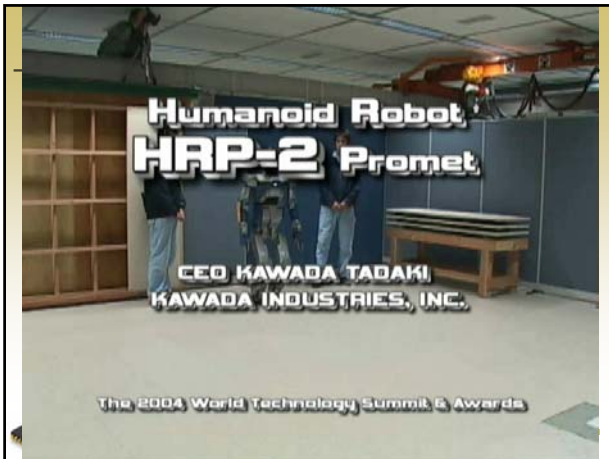 Humanoid Robot
HRP-2 Promet
CEO KAWADA TADAKI
KAWADA INDUSTRIES, INC.
The 2004 World Technology Summit & Awards